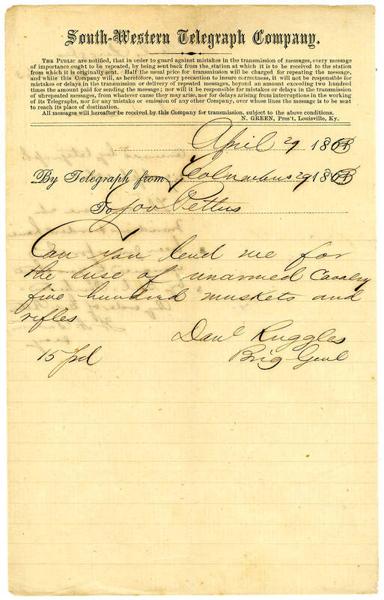 South-Western Telegraph Company.
THE PUBLIC are notified, that in order to guard against mistakes in the transmission of messages, every message
of importance ought to be repeated, by being sent back from the station at which it is to be received to the station
from which it is originally sent. Half the usual price for transmission will be charged for repeating the message,
and while this Company will, as heretofore, use every precaution to insure correctness, it will not be responsible for
mistakes or delays in the transmission or delivery of repeated messages, beyond an amount exceeding two hundred
times the amount paid for sending the message; nor will it be responsible for mistakes or delays in the transmission
of unrepeated messages, from whatever cause they may arise, nor for delays arising from interruptions in the working
of its Telegraphs, nor for any mistake or omission of any other Company, over whose lines the message is to be sent
to reach its place of destination.
All messages will hereafter be received by this Company for transmission, subject to the above conditions.
N. GREEN, Pres't, Louisville, Ky.
April 9 1863
By Telegraph from Columbus 29 1863
To Gov Pettus
Can you lend me for
the use of unarmed Cavalry
five hundred muskets and
rifles
Danl Ruggles
15 pd Brig Genl